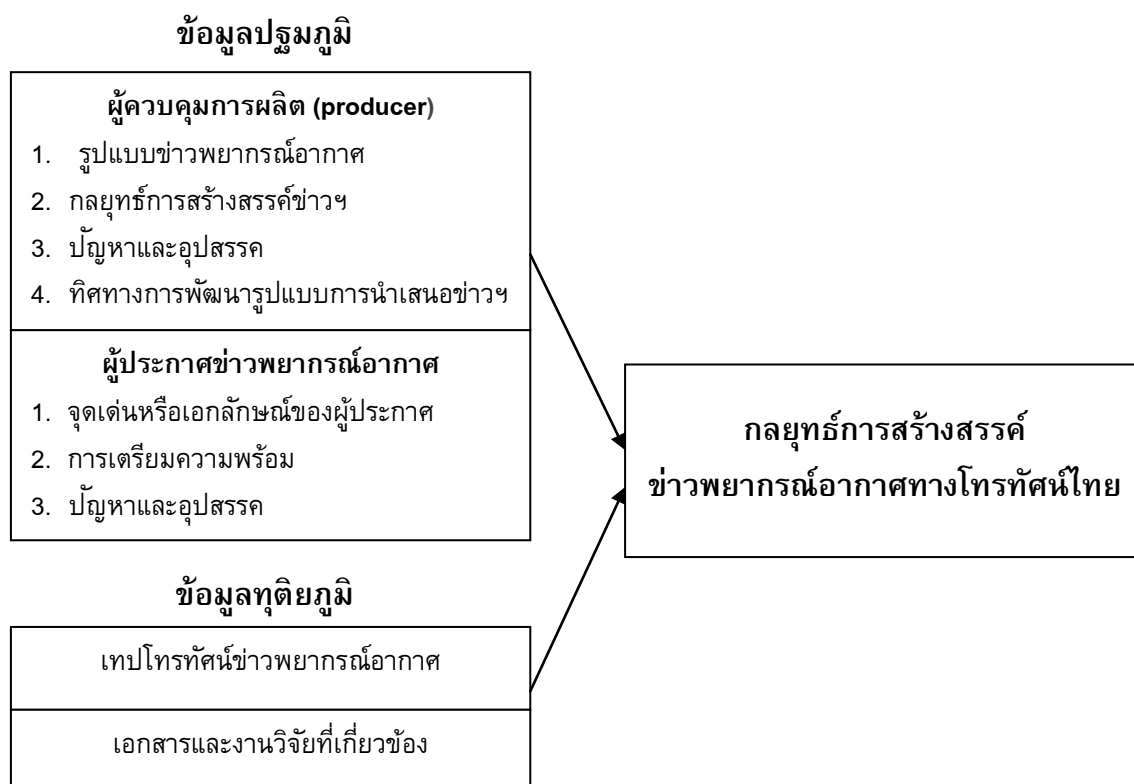 ข้อมูลปฐมภูมิ
ผู้ควบคุมการผลิต (producer)
1. รูปแบบข่าวพยากรณ์อากาศ
2. กลยุทธ์การสร้างสรรค์ข่าวฯ
3. ปัญหาและอุปสรรค
4. ทิศทางการพัฒนารูปแบบการนำเสนอข่าวฯ
ผู้ประกาศข่าวพยากรณ์อากาศ
1. จุดเด่นหรือเอกลักษณ์ของผู้ประกาศ
2. การเตรียมความพร้อม
3. ปัญหาและอุปสรรค
ข้อมูลทุติยภูมิ
เทปโทรทัศน์ข่าวพยากรณ์อากาศ
เอกสารและงานวิจัยที่เกี่ยวข้อง
กลยุทธ์การสร้างสรรค์
ข่าวพยากรณ์อากาศทางโทรทัศน์ไทย